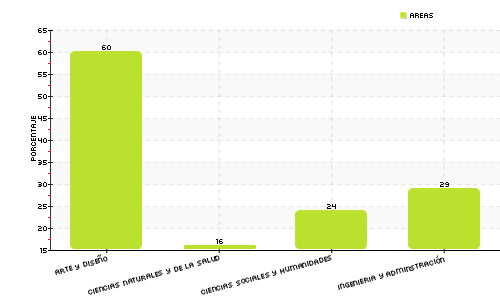 AREAS
65
60
55
50
45
40
35
30
25
20
15
PORCENTAJE
60
16
24
29
ARTE Y DISEÑO
CIENCIAS NATURALES Y DE LA SALUD
CIENCIAS SOCIALES Y HUMANIDADES
INGENIERIA Y ADMINSTRACIÓN